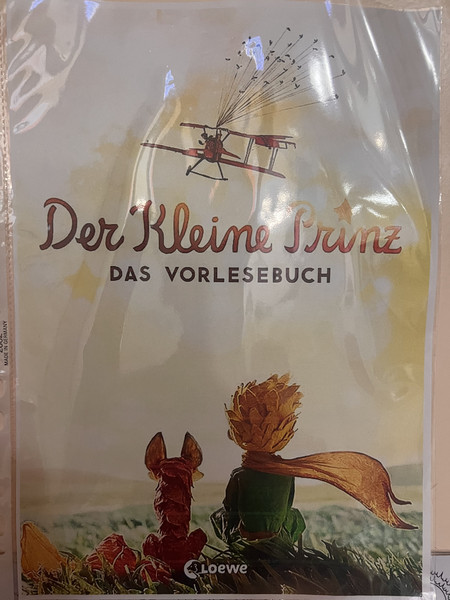 Der Kleine Prinz
DAS VORLESEBUCH
MADE IN GERMANY
Loewe